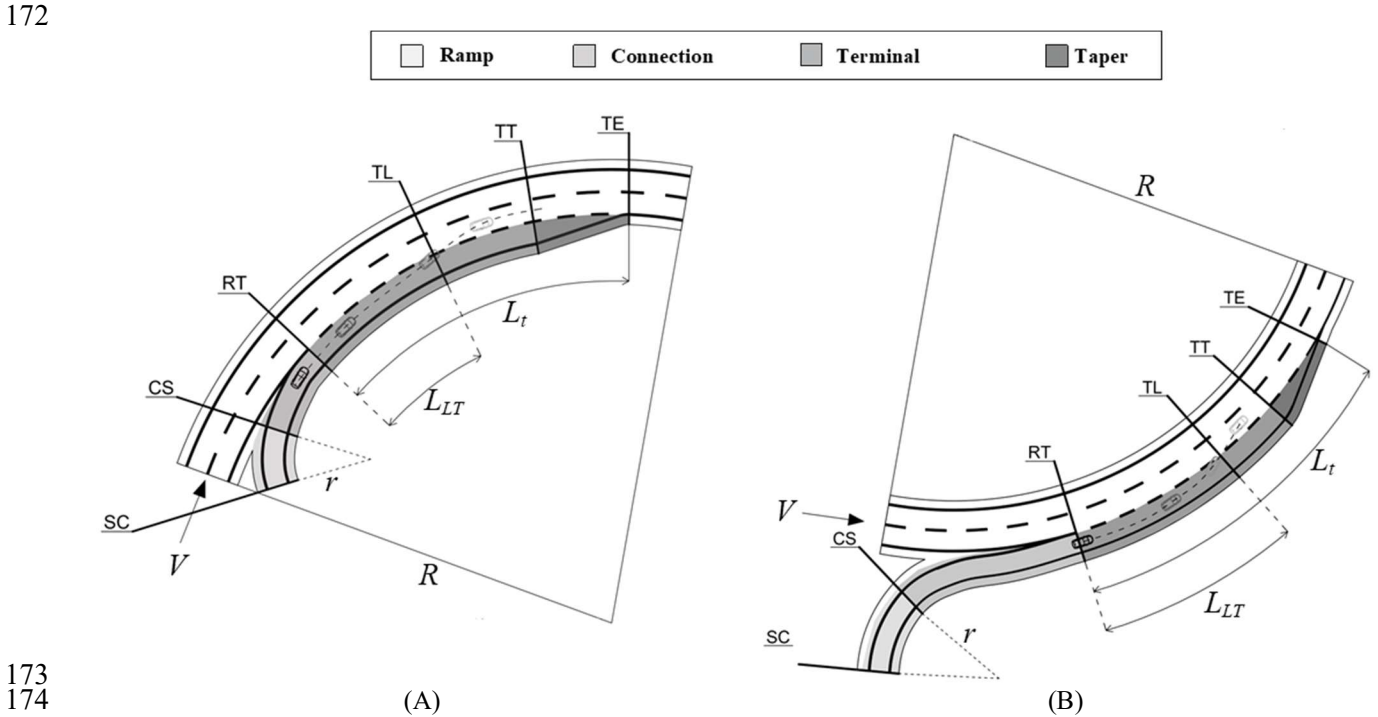 172
Ramp Connection Terminal Taper
TE
TT
TL
RT
CS
SC
V
r
R
L_t
L_LT
R
TE
TT
TL
RT
V
CS
SC
r
L_t
L_LT
173
174 (A) (B)